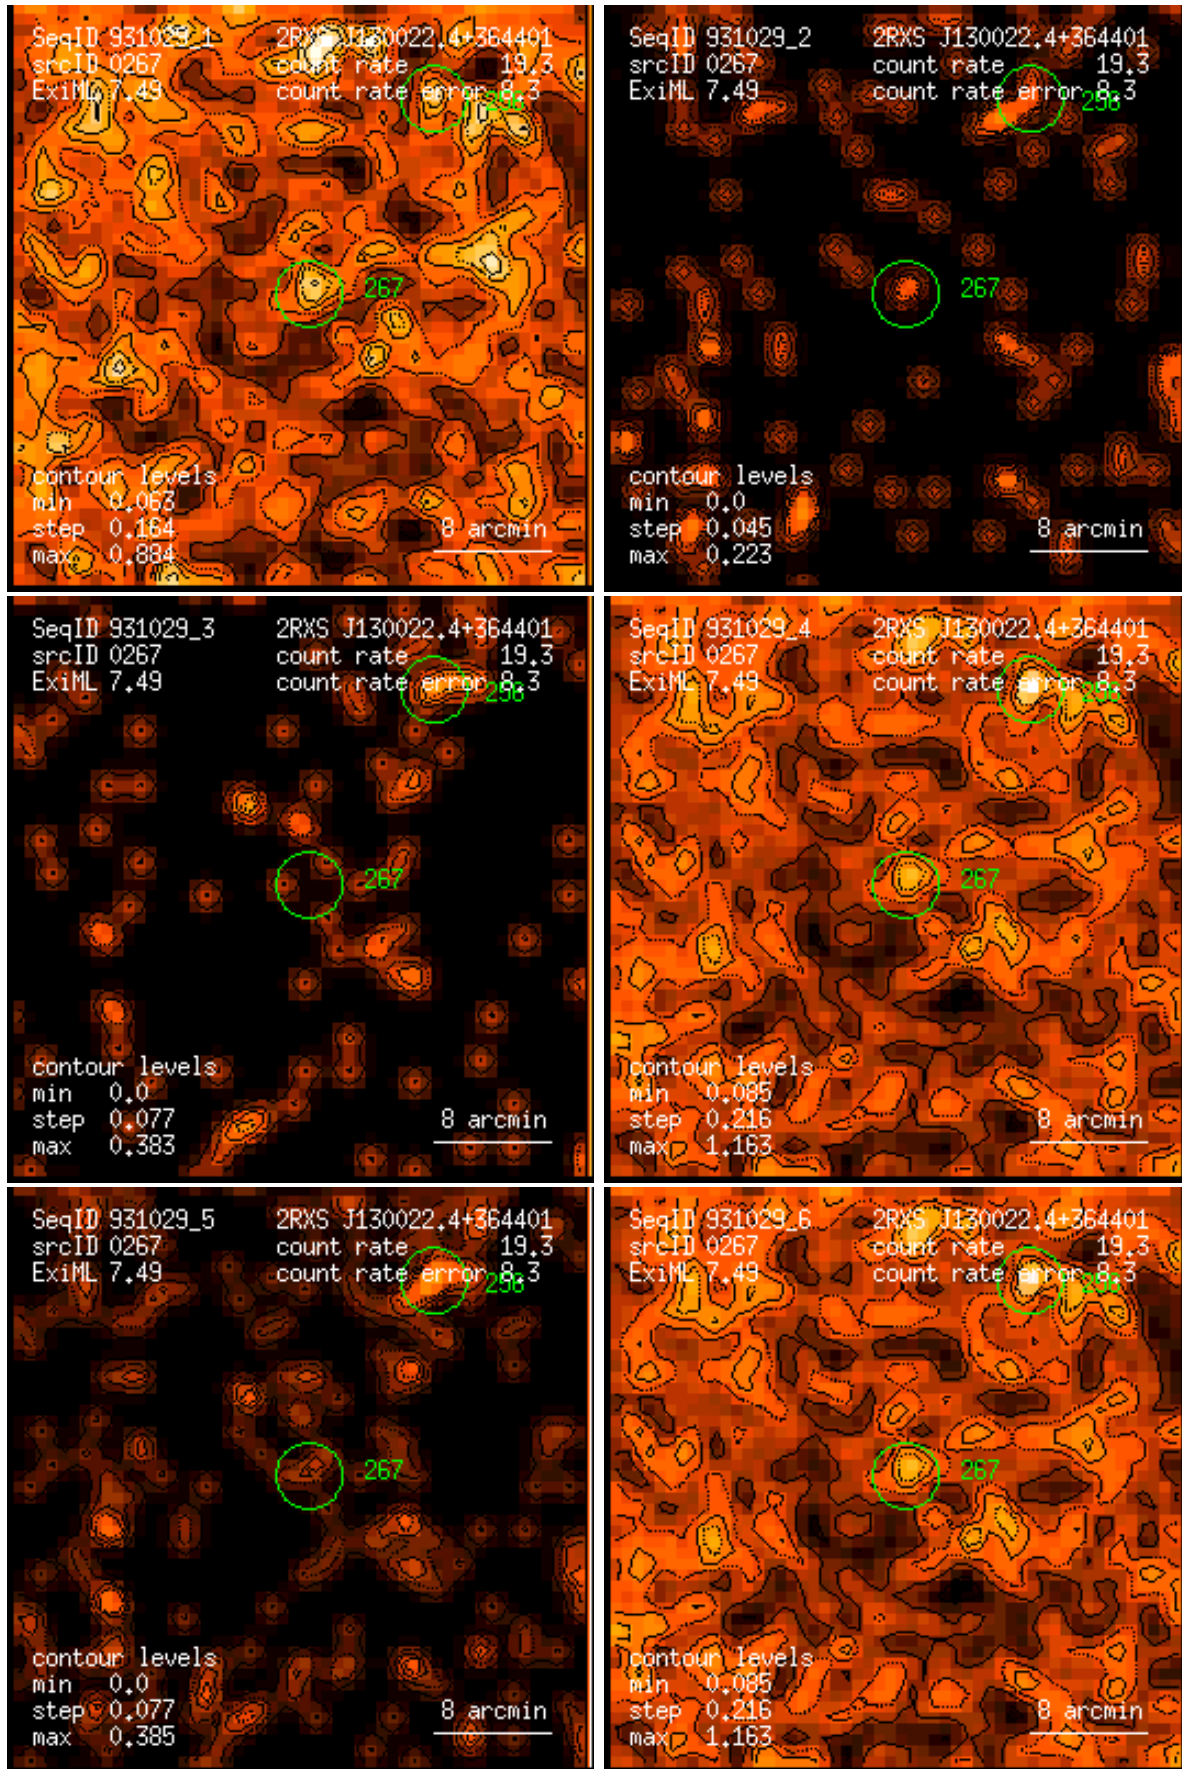 SeqID 931029_1 2RXS J130022.4+364401
srcID 0267 count rate 19.3
ExiML 7.49 count rate error 8.3
298
267
contour levels
min 0.063
step 0.164 8 arcmin
max 0.884
SeqID 931029_2 2RXS J130022.4+364401
srcID 0267 count rate 19.3
ExiML 7.49 count rate error 8.3
298
267
contour levels
min 0.0
step 0.045 8 arcmin
max 0.223
SeqID 931029_3 2RXS J130022.4+364401
srcID 0267 count rate 19.3
ExiML 7.49 count rate error 8.3
298
267
contour levels
min 0.0
step 0.077 8 arcmin
max 0.383
SeqID 931029_4 2RXS J130022.4+364401
srcID 0267 count rate 19.3
ExiML 7.49 count rate error 8.3
298
267
contour levels
min 0.085
step 0.216 8 arcmin
max 1.163
SeqID 931029_5 2RXS J130022.4+364401
srcID 0267 count rate 19.3
ExiML 7.49 count rate error 8.3
298
267
contour levels
min 0.0
step 0.077 8 arcmin
max 0.385
SeqID 931029_6 2RXS J130022.4+364401
srcID 0267 count rate 19.3
ExiML 7.49 count rate error 8.3
298
267
contour levels
min 0.085
step 0.216 8 arcmin
max 1.163